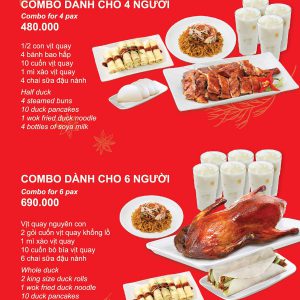 COMBO DÀNH CHO 4 NGƯỜI
Combo for 4 pax
480.000
1/2 con vịt quay
4 bánh bao hấp
10 cuốn vịt quay
1 mì xào vịt quay
4 chai sữa đậu nành
Half duck
4 steamed buns
10 duck pancakes
1 wok fried duck noodle
4 bottles of soya milk
COMBO DÀNH CHO 6 NGƯỜI
Combo for 6 pax
690.000
Vịt quay nguyên con
2 gỏi cuốn vịt quay khổng lồ
1 mì xào vịt quay
10 cuốn bò bía vịt quay
6 chai sữa đậu nành
Whole duck
2 king size duck rolls
1 wok fried duck noodle
10 duck pancakes